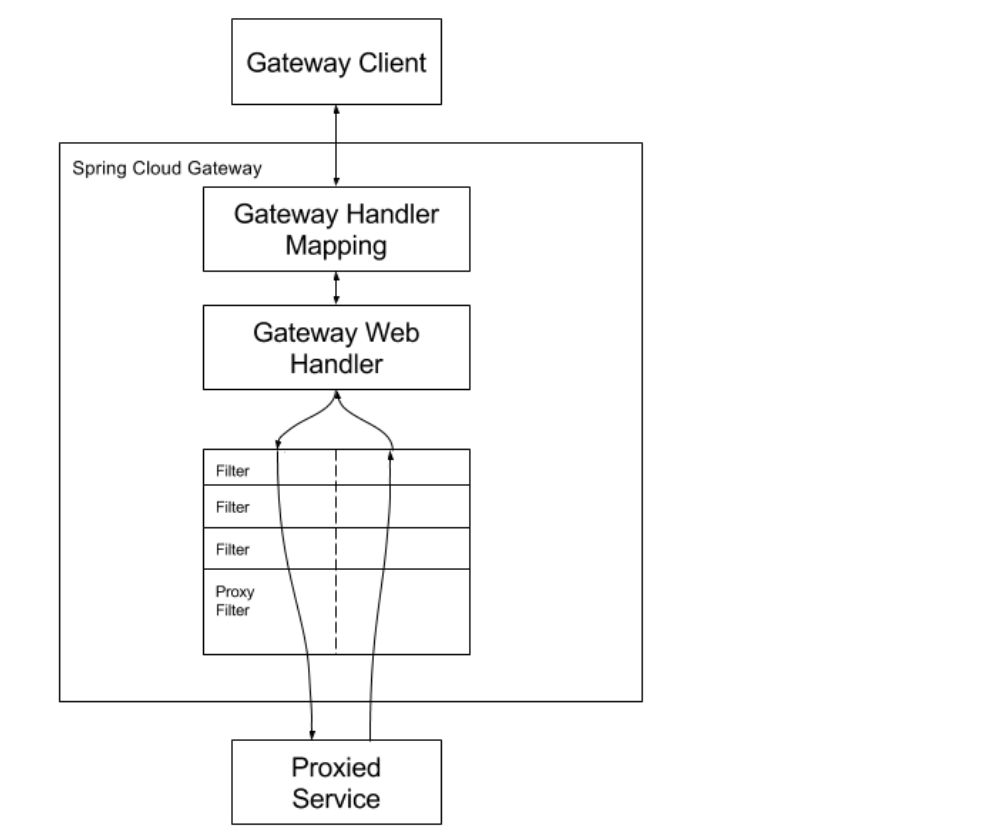 Gateway Client
Spring Cloud Gateway
Gateway Handler
Mapping
Gateway Web
Handler
Filter
Filter
Filter
Proxy
Filter
Proxied
Service